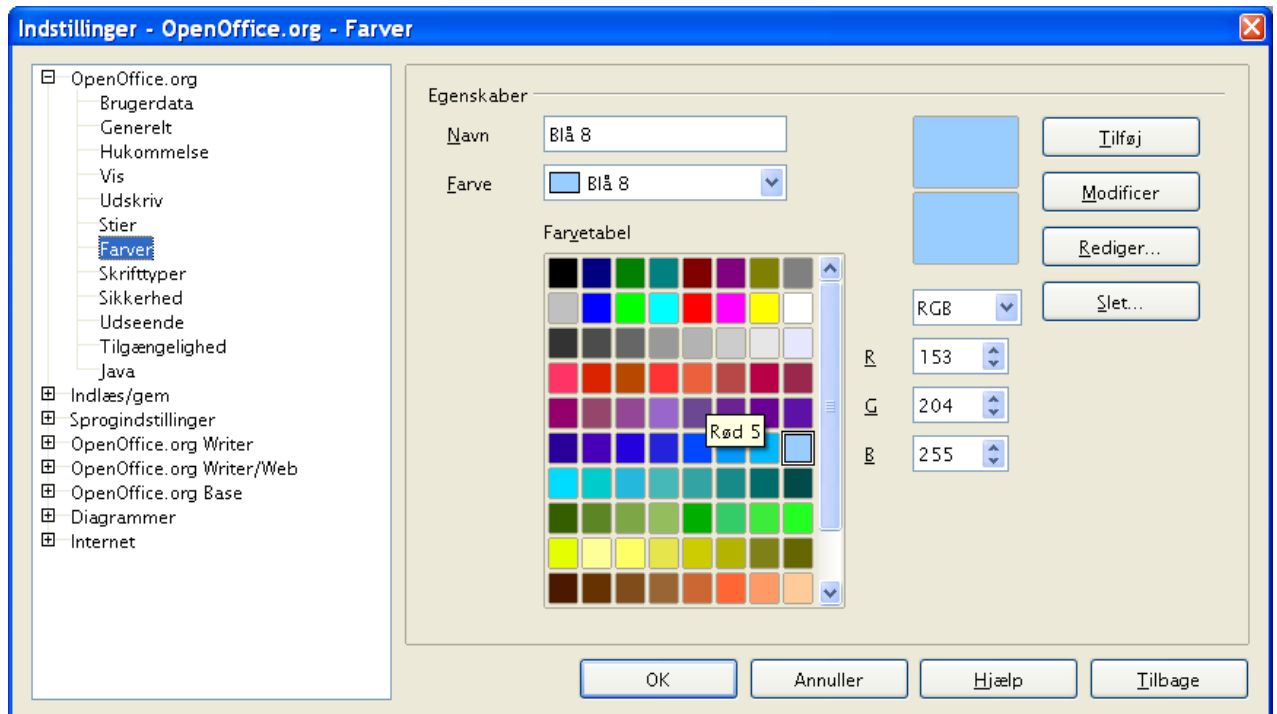 Indstillinger - OpenOffice.org - Farver
OpenOffice.org
Brugerdata
Generelt
Hukommelse
Vis
Udskriv
Stier
Farver
Skrifttyper
Sikkerhed
Udseende
Tilgængelighed
Java
Indlæs/gem
Sprogindstillinger
OpenOffice.org Writer
OpenOffice.org Writer/Web
OpenOffice.org Base
Diagrammer
Internet
Egenskaber
Navn Blå 8
Farve Blå 8
Farvetabel
Rød 5
RGB
R 153
G 204
B 255
Tilføj
Modificer
Rediger...
Slet...
OK Annuller Hjælp Tilbage